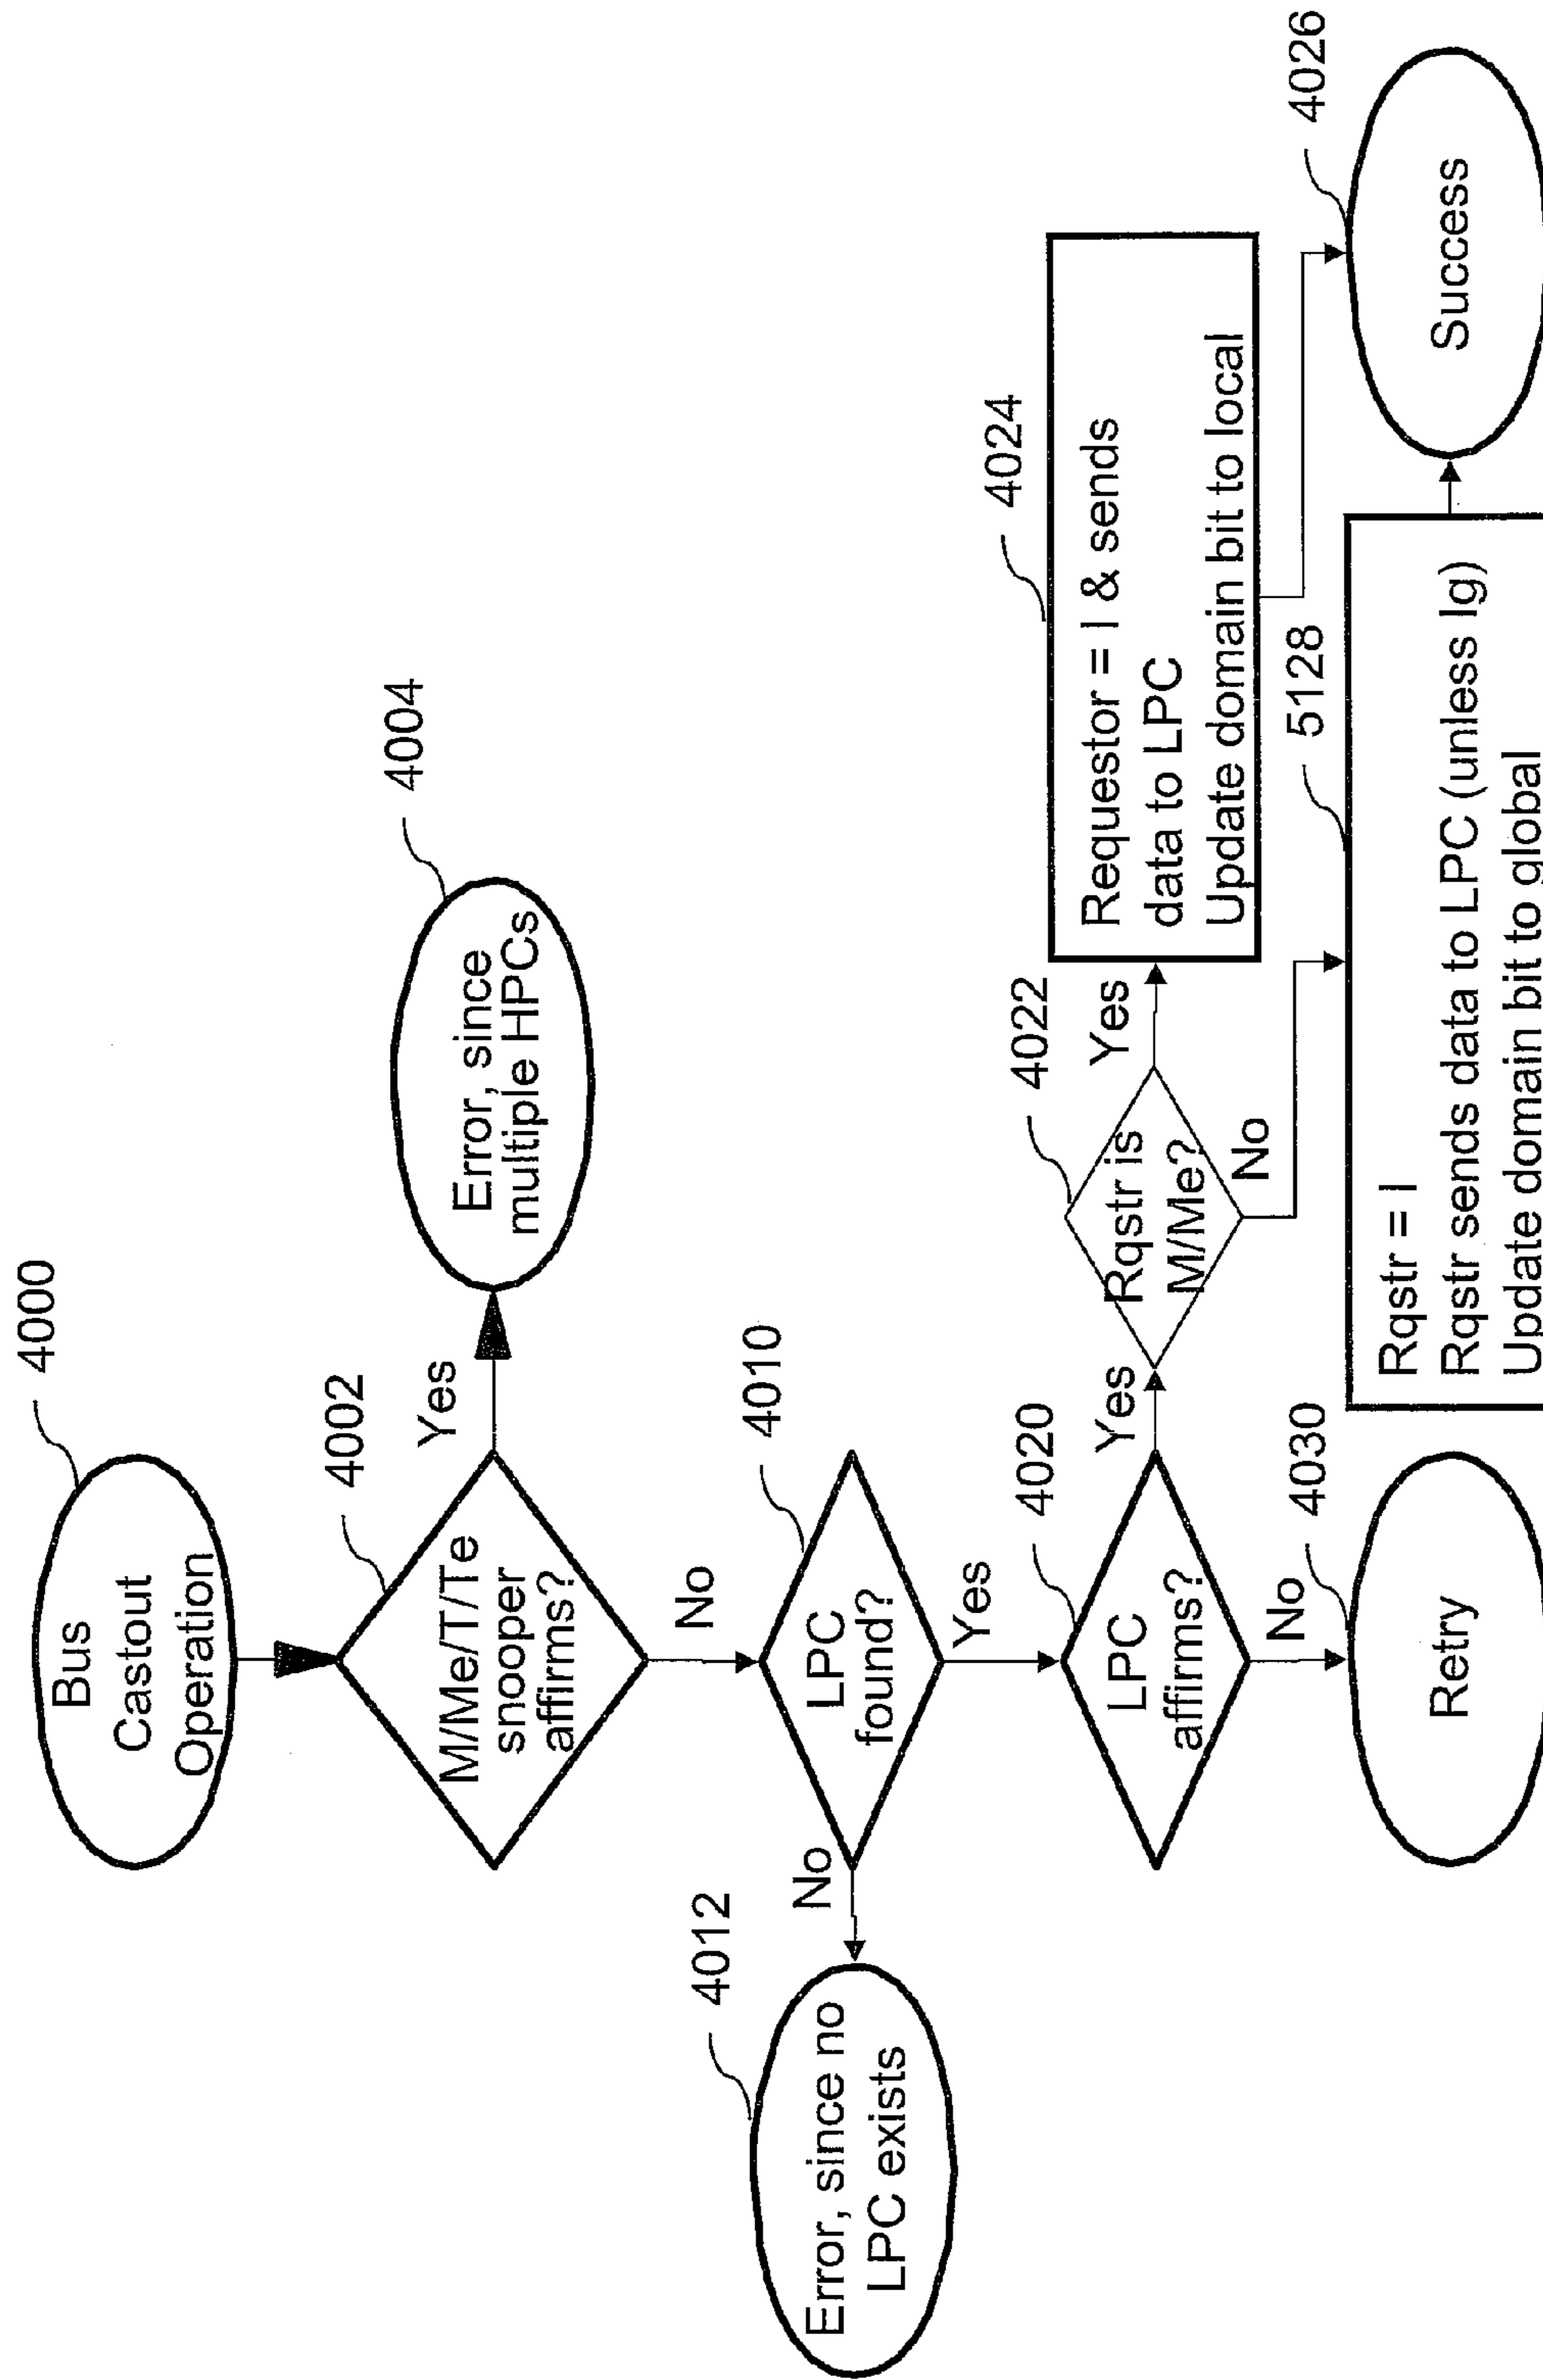 4000
Bus
Castout
Operation
4002
M/Me/T/Te
snooper
affirms?
Yes
4004
Error, since
multiple HPCs
No
4010
LPC
found?
No
4012
Error, since no
LPC exists
Yes
4020
LPC
affirms?
Yes
4022
Rqstr is
M/Me?
Yes
4024
Requestor = I & sends
data to LPC
Update domain bit to local
No
4030
Retry
No
5128
Rqstr = I
Rqstr sends data to LPC (unless Ig)
Update domain bit to global
4026
Success